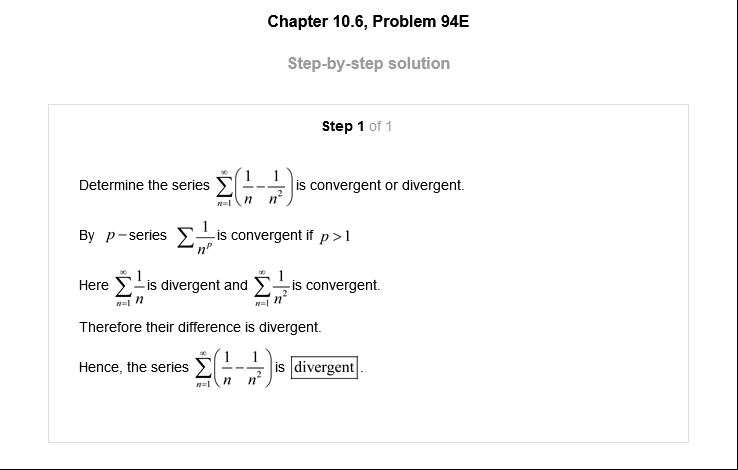 Chapter 10.6, Problem 94E
Step-by-step solution
Step 1 of 1
Determine the series $\sum_{n=1}^{\infty}\left(\frac{1}{n}-\frac{1}{n^2}\right)$ is convergent or divergent.
By p−series $\sum\frac{1}{n^p}$ is convergent if $p>1$
Here $\sum_{n=1}^{\infty}\frac{1}{n}$ is divergent and $\sum_{n=1}^{\infty}\frac{1}{n^2}$ is convergent.
Therefore their difference is divergent.
Hence, the series $\sum_{n=1}^{\infty}\left(\frac{1}{n}-\frac{1}{n^2}\right)$ is divergent.